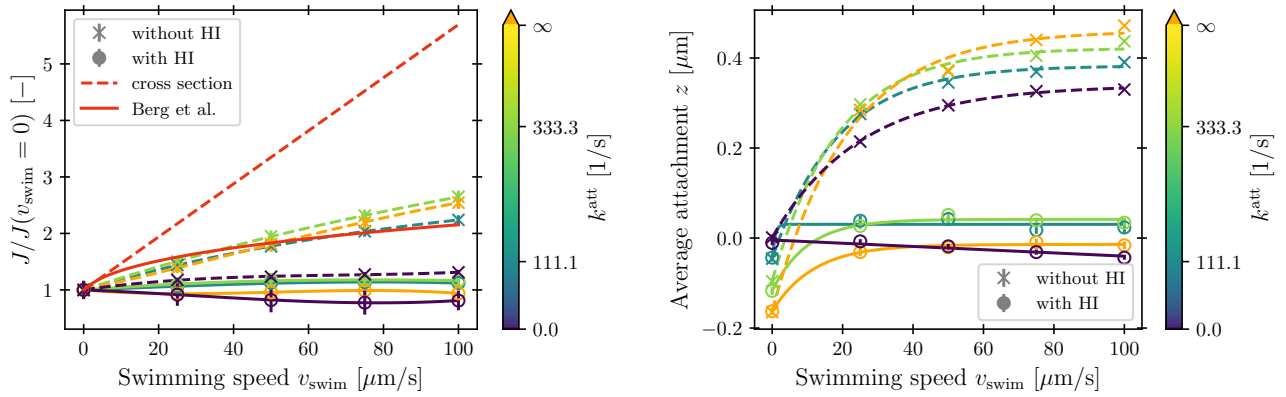 without HI
with HI
cross section
Berg et al.
J/J(v_swim = 0) [−]
5
4
3
2
1
0 20 40 60 80 100
Swimming speed v_swim [μm/s]
∞
333.3
111.1
0.0
k^att [1/s]
Average attachment z [μm]
0.4
0.2
0.0
−0.2
without HI
with HI
0 20 40 60 80 100
Swimming speed v_swim [μm/s]
∞
333.3
111.1
0.0
k^att [1/s]